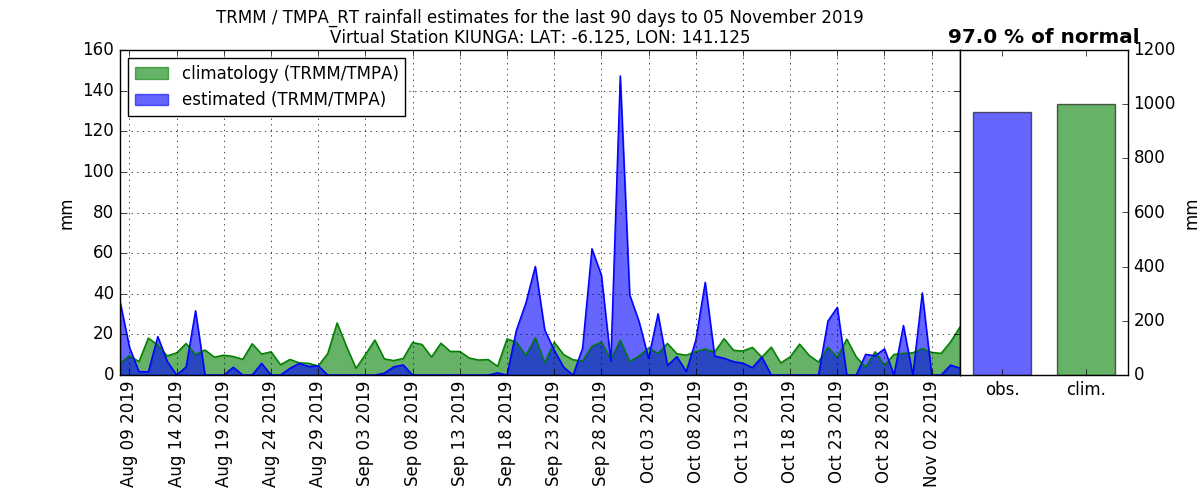 TRMM / TMPA_RT rainfall estimates for the last 90 days to 05 November 2019
Virtual Station KIUNGA: LAT: -6.125, LON: 141.125
97.0 % of normal
climatology (TRMM/TMPA)
estimated (TRMM/TMPA)
160
140
120
100
80
60
40
20
0
mm
Aug 09 2019
Aug 14 2019
Aug 19 2019
Aug 24 2019
Aug 29 2019
Sep 03 2019
Sep 08 2019
Sep 13 2019
Sep 18 2019
Sep 23 2019
Sep 28 2019
Oct 03 2019
Oct 08 2019
Oct 13 2019
Oct 18 2019
Oct 23 2019
Oct 28 2019
Nov 02 2019
obs.
clim.
1200
1000
800
600
400
200
0
mm